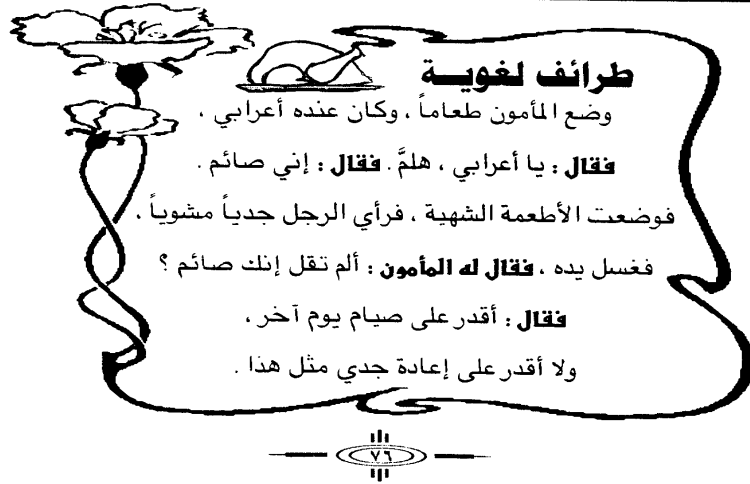 طرائف لغوية
وضع المأمون طعاماً ، وكان عنده أعرابي ،
فقال : يا أعرابي ، هلمَّ . فقال : إني صائم .
فوضعت الأطعمة الشهية ، فرأي الرجل جدياً مشوياً ،
فغسل يده ، فقال له المأمون : ألم تقل إنك صائم ؟
فقال : أقدر على صيام يوم آخر ،
ولا أقدر على إعادة جدي مثل هذا .
٧٦